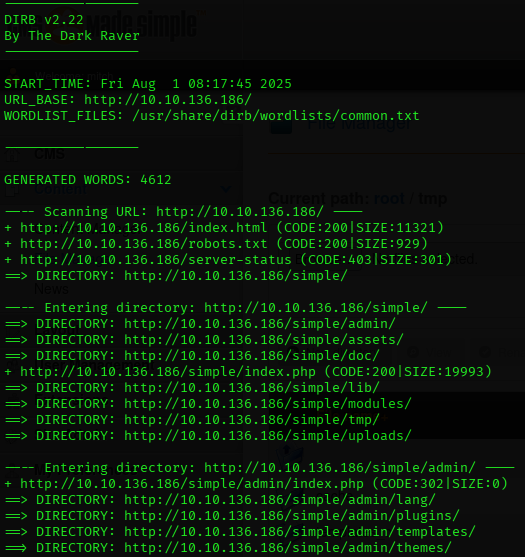 made simple
DIRB v2.22
By The Dark Raver
START_TIME: Fri Aug  1 08:17:45 2025
URL_BASE: http://10.10.136.186/
WORDLIST_FILES: /usr/share/dirb/wordlists/common.txt
File Manager
CMS
GENERATED WORDS: 4612
Current path: root / tmp
---- Scanning URL: http://10.10.136.186/ ----
+ http://10.10.136.186/index.html (CODE:200|SIZE:11321)
+ http://10.10.136.186/robots.txt (CODE:200|SIZE:929)
+ http://10.10.136.186/server-status (CODE:403|SIZE:301)
==> DIRECTORY: http://10.10.136.186/simple/
News
---- Entering directory: http://10.10.136.186/simple/ ----
==> DIRECTORY: http://10.10.136.186/simple/admin/
==> DIRECTORY: http://10.10.136.186/simple/assets/
==> DIRECTORY: http://10.10.136.186/simple/doc/
+ http://10.10.136.186/simple/index.php (CODE:200|SIZE:19993)
==> DIRECTORY: http://10.10.136.186/simple/lib/
==> DIRECTORY: http://10.10.136.186/simple/modules/
==> DIRECTORY: http://10.10.136.186/simple/tmp/
==> DIRECTORY: http://10.10.136.186/simple/uploads/
---- Entering directory: http://10.10.136.186/simple/admin/ ----
+ http://10.10.136.186/simple/admin/index.php (CODE:302|SIZE:0)
==> DIRECTORY: http://10.10.136.186/simple/admin/lang/
==> DIRECTORY: http://10.10.136.186/simple/admin/plugins/
==> DIRECTORY: http://10.10.136.186/simple/admin/templates/
==> DIRECTORY: http://10.10.136.186/simple/admin/themes/